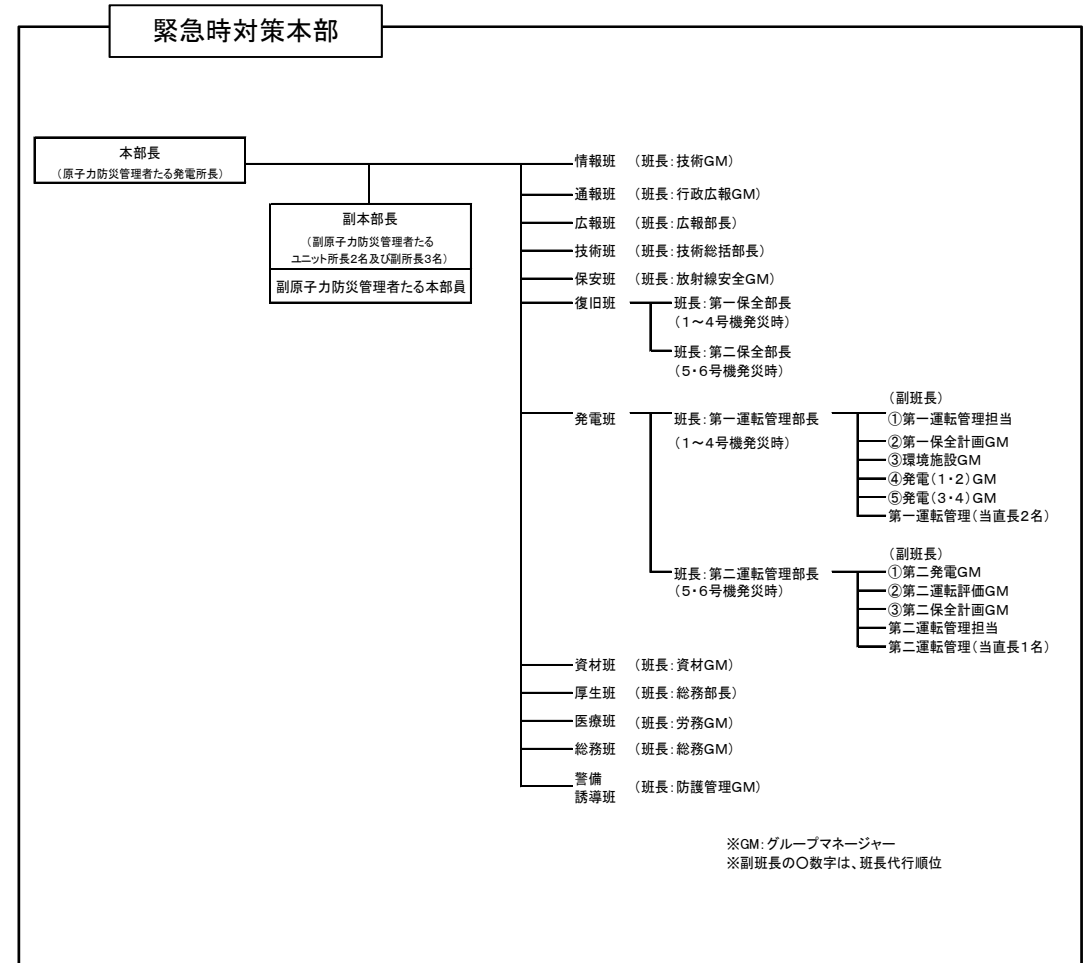 緊急時対策本部
本部長
（原子力防災管理者たる発電所長）
副本部長
（副原子力防災管理者たる
ユニット所長2名及び副所長3名）
副原子力防災管理者たる本部員
情報班 （班長：技術GM）
通報班 （班長：行政広報GM）
広報班 （班長：広報部長）
技術班 （班長：技術総括部長）
保安班 （班長：放射線安全GM）
復旧班 班長：第一保全部長
（1～4号機発災時）
班長：第二保全部長
（5・6号機発災時）
発電班 班長：第一運転管理部長
（1～4号機発災時）
（副班長）
①第一運転管理担当
②第一保全計画GM
③環境施設GM
④発電（1・2）GM
⑤発電（3・4）GM
第一運転管理（当直長2名）
班長：第二運転管理部長
（5・6号機発災時）
（副班長）
①第二発電GM
②第二運転評価GM
③第二保全計画GM
第二運転管理担当
第二運転管理（当直長1名）
資材班 （班長：資材GM）
厚生班 （班長：総務部長）
医療班 （班長：労務GM）
総務班 （班長：総務GM）
警備
誘導班 （班長：防護管理GM）
※GM：グループマネージャー
※副班長の○数字は、班長代行順位